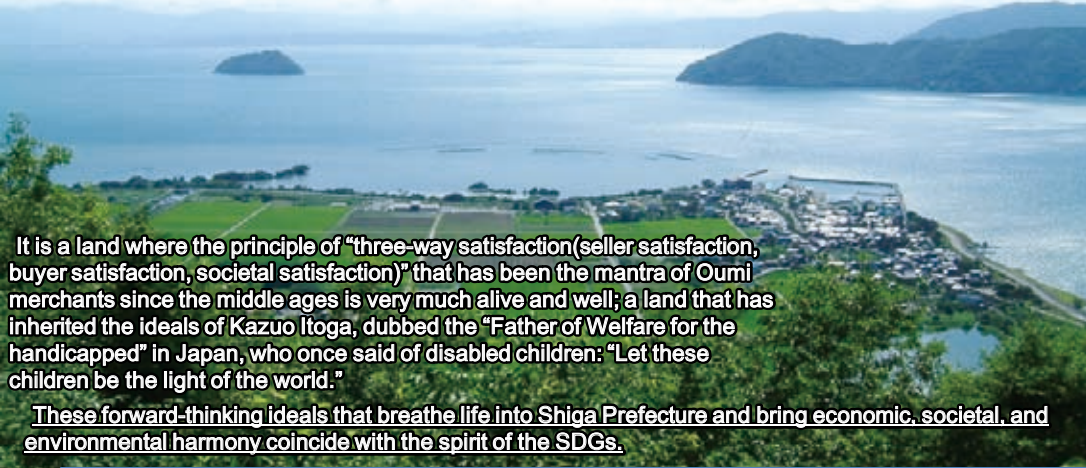 It is a land where the principle of “three-way satisfaction(seller satisfaction,
buyer satisfaction, societal satisfaction)” that has been the mantra of Oumi
merchants since the middle ages is very much alive and well; a land that has
inherited the ideals of Kazuo Itoga, dubbed the “Father of Welfare for the
handicapped” in Japan, who once said of disabled children: “Let these
children be the light of the world.”
These forward-thinking ideals that breathe life into Shiga Prefecture and bring economic, societal, and
environmental harmony coincide with the spirit of the SDGs.